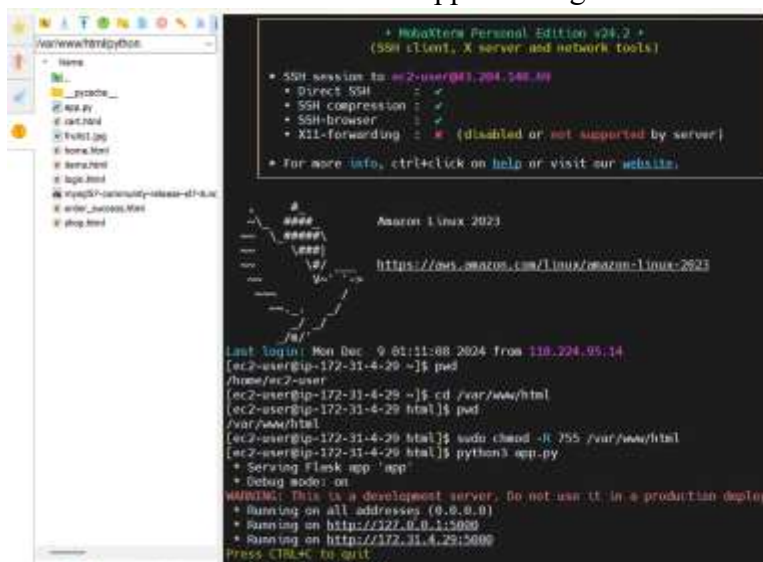 /var/www/html/python
Name
..
__pycache__
app.py
cart.html
fruits1.jpg
home.html
items.html
login.html
mysql57-community-release-el7-
order_success.html
shop.html
• MobaXterm Personal Edition v24.2 •
(SSH client, X server and network tools)
• SSH session to ec2-user@43.204.148.69
• Direct SSH : ✓
• SSH compression : ✓
• SSH-browser : ✓
• X11-forwarding : ✗ (disabled or not supported by server)
• For more info, ctrl+click on help or visit our website.
Amazon Linux 2023
https://aws.amazon.com/linux/amazon-linux-2023
Last login: Mon Dec 9 01:11:08 2024 from 110.224.95.14
[ec2-user@ip-172-31-4-29 ~]$ pwd
/home/ec2-user
[ec2-user@ip-172-31-4-29 ~]$ cd /var/www/html
[ec2-user@ip-172-31-4-29 html]$ pwd
/var/www/html
[ec2-user@ip-172-31-4-29 html]$ sudo chmod -R 755 /var/www/html
[ec2-user@ip-172-31-4-29 html]$ python3 app.py
* Serving Flask app 'app'
* Debug mode: on
WARNING: This is a development server. Do not use it in a production deplo
* Running on all addresses (0.0.0.0)
* Running on http://127.0.0.1:5000
* Running on http://172.31.4.29:5000
Press CTRL+C to quit